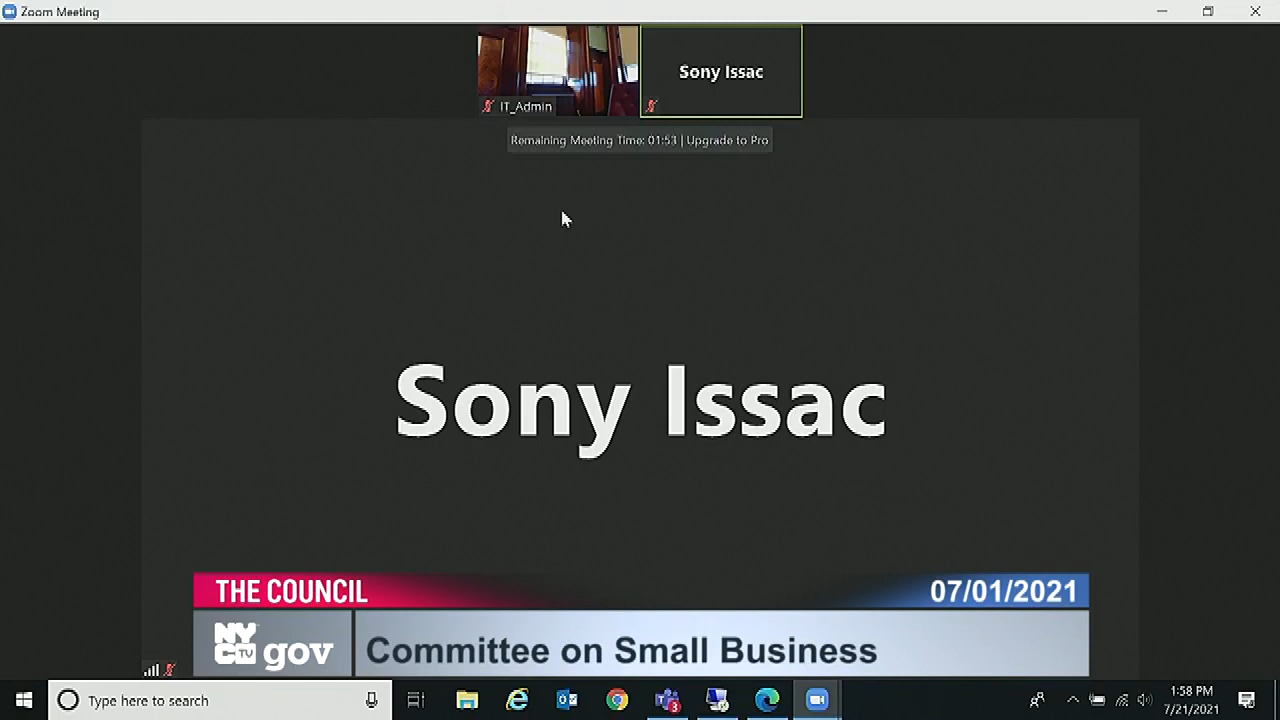 Zoom Meeting
IT_Admin
Sony Issac
Remaining Meeting Time: 01:53 | Upgrade to Pro
Sony Issac
THE COUNCIL
07/01/2021
NYC TV gov
Committee on Small Business
Type here to search
3
1:58 PM
7/21/2021